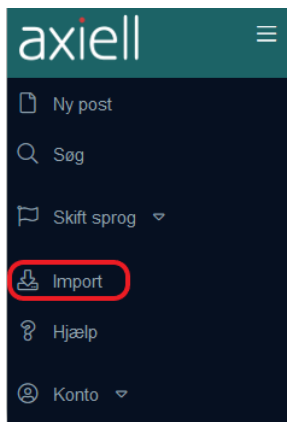 axiell
Ny post
Søg
Skift sprog
Import
Hjælp
Konto